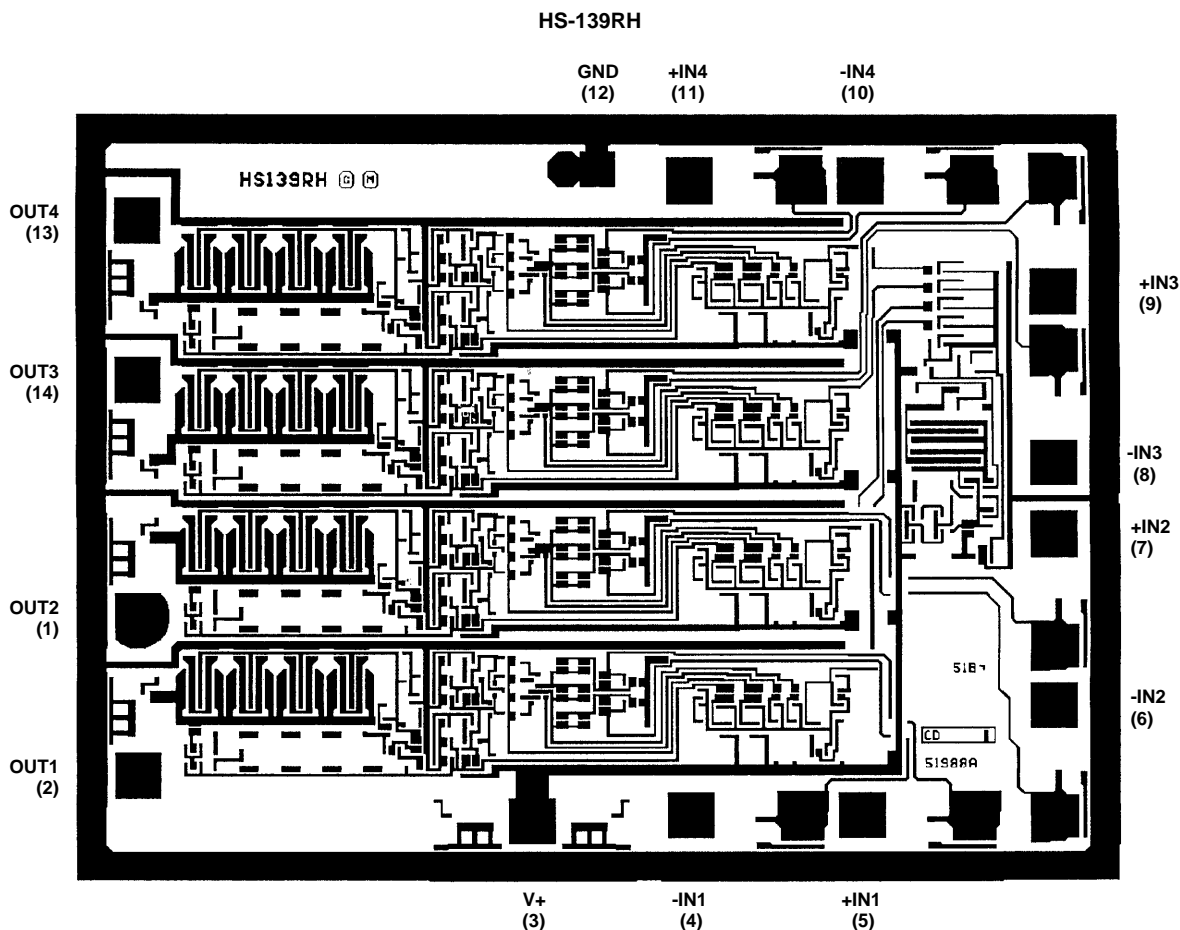 HS-139RH
GND
(12)
+IN4
(11)
-IN4
(10)
HS139RH G M
OUT4
(13)
+IN3
(9)
OUT3
(14)
-IN3
(8)
+IN2
(7)
OUT2
(1)
-IN2
(6)
CD
51988A
OUT1
(2)
V+
(3)
-IN1
(4)
+IN1
(5)